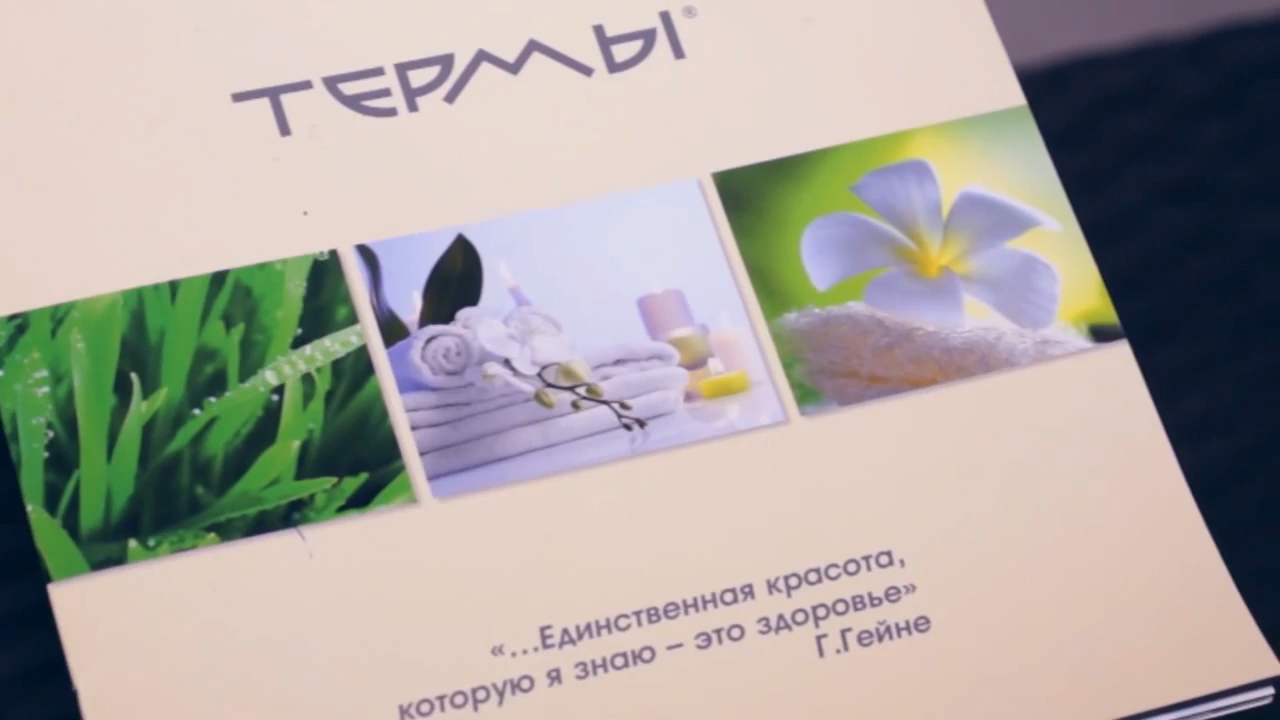 ТЕРМЫ®
«...Единственная красота,
которую я знаю – это здоровье»
Г.Гейне